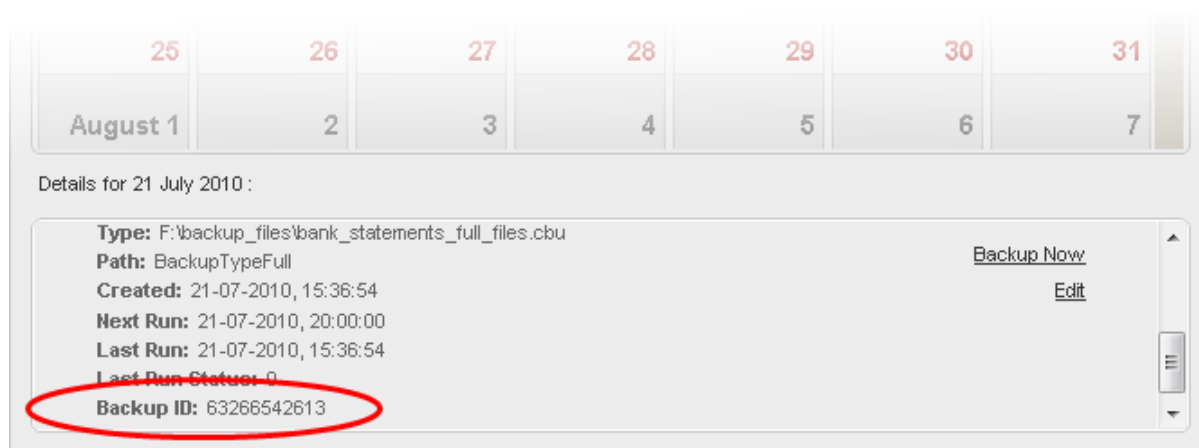 25 26 27 28 29 30 31
August 1 2 3 4 5 6 7
Details for 21 July 2010 :
Type: F:\backup_files\bank_statements_full_files.cbu
Path: BackupTypeFull
Backup Now
Created: 21-07-2010, 15:36:54
Edit
Next Run: 21-07-2010, 20:00:00
Last Run: 21-07-2010, 15:36:54
Last Run Status: 0
Backup ID: 63266542613